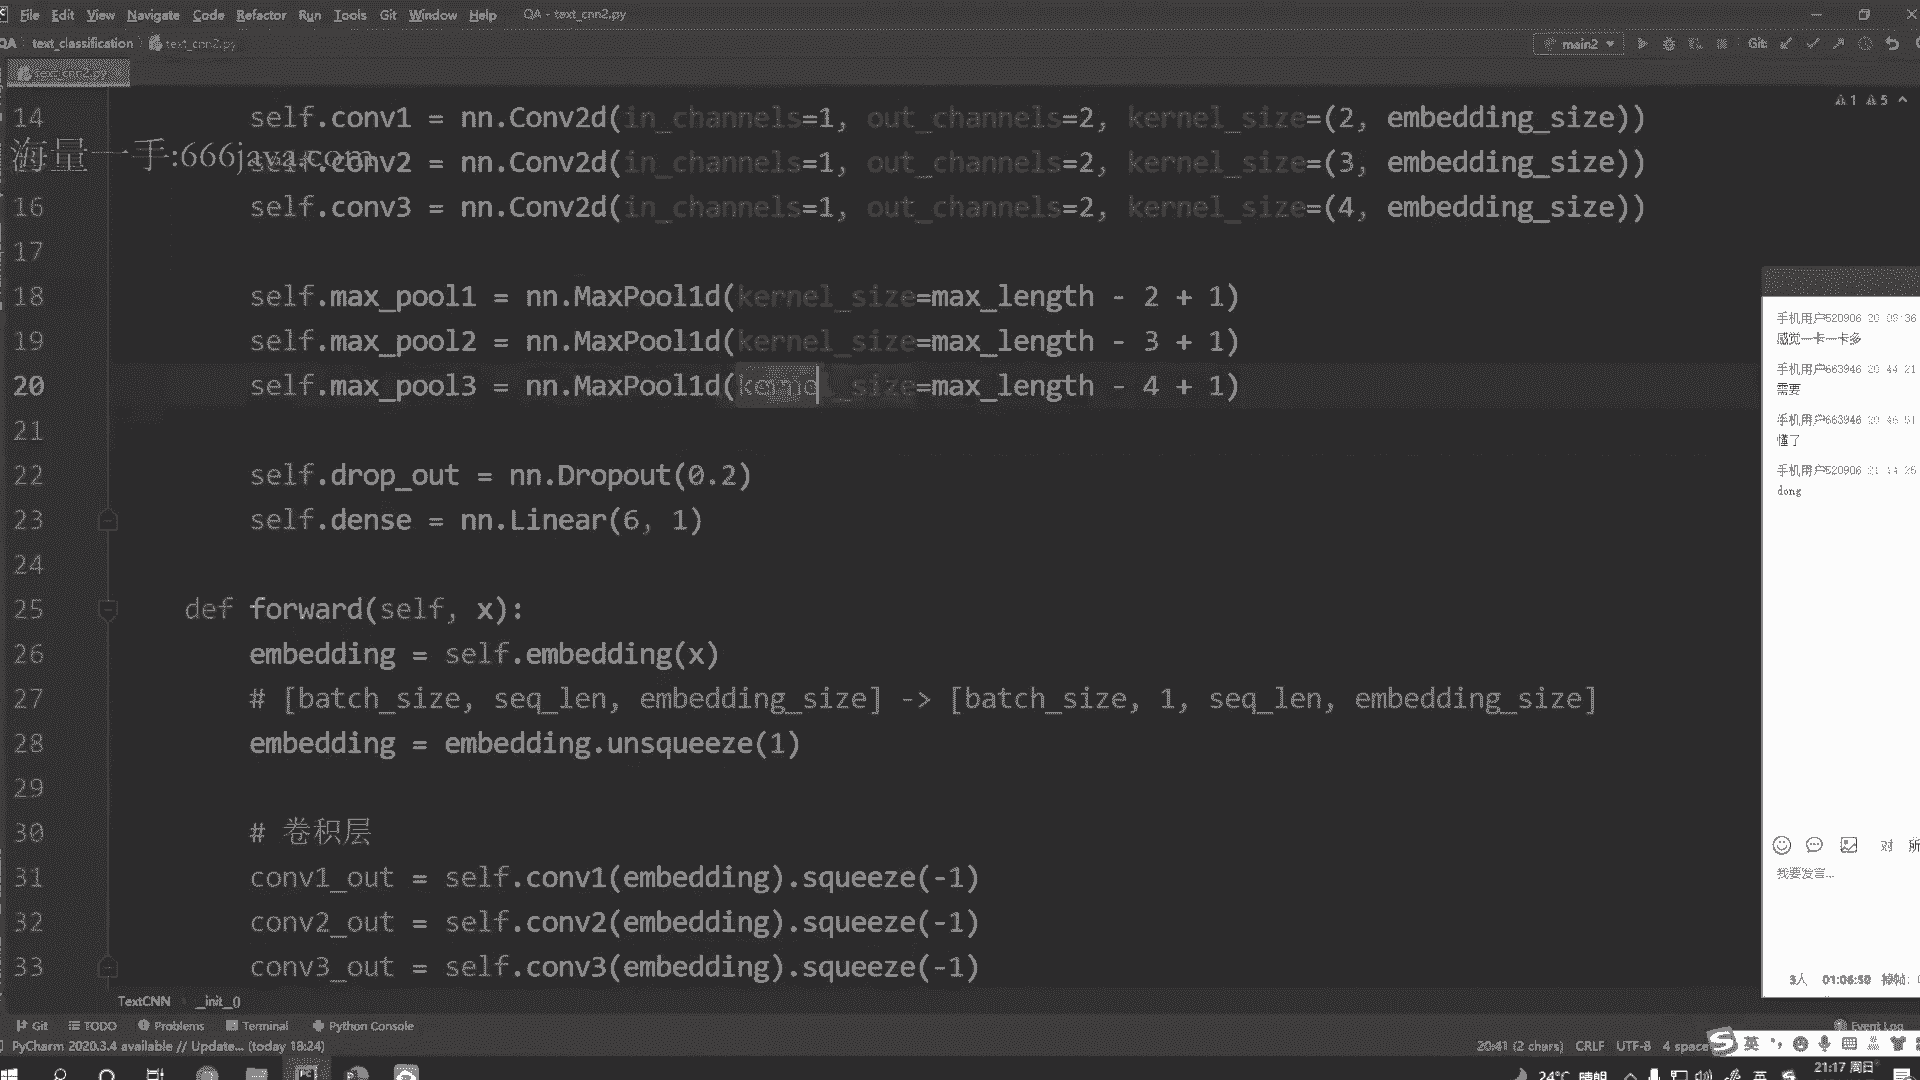 File Edit View Navigate Code Refactor Run Tools Git Window Help QA - text_cnn2.py
QA text_classification text_cnn2.py
main2 Git:
text_cnn2.py
1 5
14 self.conv1 = nn.Conv2d(in_channels=1, out_channels=2, kernel_size=(2, embedding_size))
海量一手:666java.com
.conv2 = nn.Conv2d(in_channels=1, out_channels=2, kernel_size=(3, embedding_size))
16 self.conv3 = nn.Conv2d(in_channels=1, out_channels=2, kernel_size=(4, embedding_size))
17
18 self.max_pool1 = nn.MaxPool1d(kernel_size=max_length - 2 + 1)
19 self.max_pool2 = nn.MaxPool1d(kernel_size=max_length - 3 + 1)
20 self.max_pool3 = nn.MaxPool1d(kernel_size=max_length - 4 + 1)
21
22 self.drop_out = nn.Dropout(0.2)
23 self.dense = nn.Linear(6, 1)
24
25 def forward(self, x):
26 embedding = self.embedding(x)
27 # [batch_size, seq_len, embedding_size] -> [batch_size, 1, seq_len, embedding_size]
28 embedding = embedding.unsqueeze(1)
29
30 # 卷积层
31 conv1_out = self.conv1(embedding).squeeze(-1)
32 conv2_out = self.conv2(embedding).squeeze(-1)
33 conv3_out = self.conv3(embedding).squeeze(-1)
TextCNN __init__()
手机用户520906 20:09:36
感觉一卡一卡多
手机用户663946 20:44:21
需要
手机用户663946 20:46:51
懂了
手机用户520906 21:14:25
dong
对 所
我要发言...
3人 01:06:50
Git TODO Problems Terminal Python Console Event Log
PyCharm 2020.3.4 available // Update... (today 18:24) 20:41 (2 chars) CRLF UTF-8 4 space
英
24°C 晴朗 英 21:17 周日